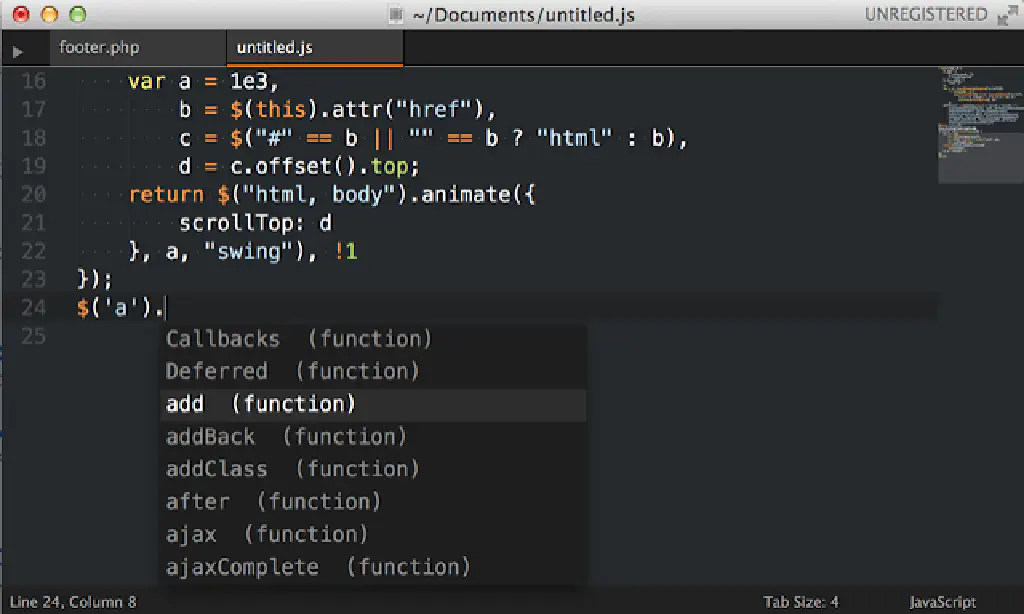 ~/Documents/untitled.js
UNREGISTERED
footer.php untitled.js
16 var a = 1e3,
17 b = $(this).attr("href"),
18 c = $("#" == b || "" == b ? "html" : b),
19 d = c.offset().top;
20 return $("html, body").animate({
21 scrollTop: d
22 }, a, "swing"), !1
23 });
24 $('a').
25
Callbacks (function)
Deferred (function)
add (function)
addBack (function)
addClass (function)
after (function)
ajax (function)
ajaxComplete (function)
Line 24, Column 8 Tab Size: 4 JavaScript